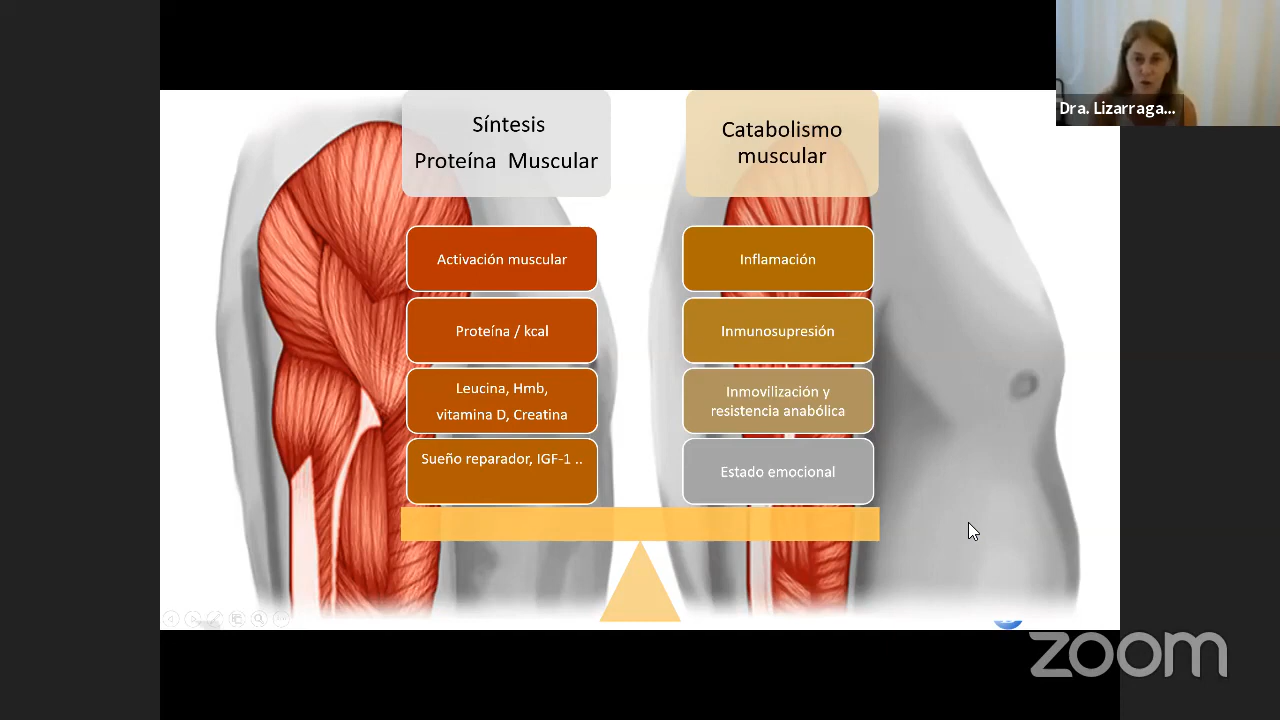 Síntesis
Proteína Muscular
Catabolismo
muscular
Activación muscular
Inflamación
Proteína / kcal
Inmunosupresión
Leucina, Hmb,
vitamina D, Creatina
Inmovilización y
resistencia anabólica
Sueño reparador, IGF-1 ..
Estado emocional
Dra. Lizarraga...
zoom